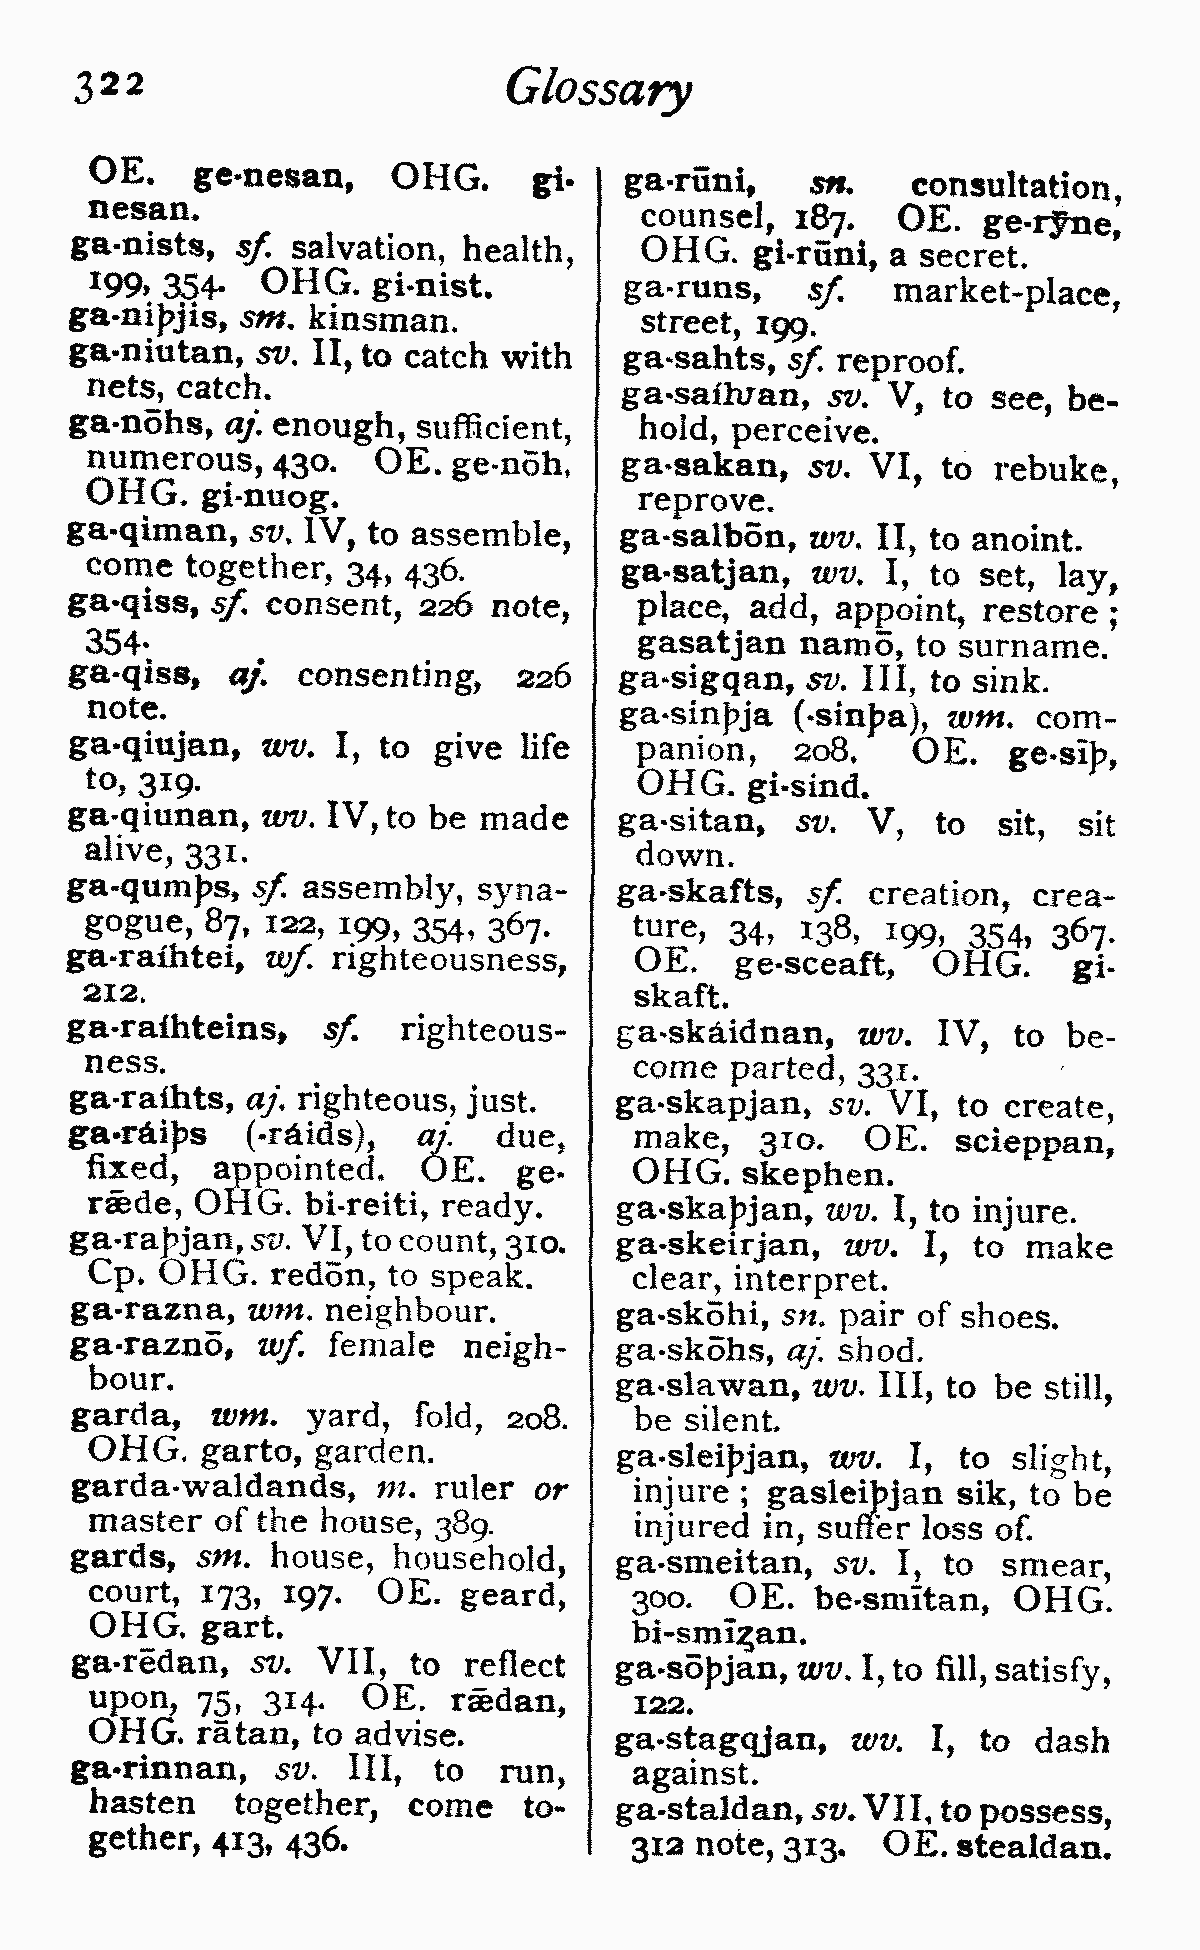 322 Glossary
OE. ge·nesan, OHG. gi·
nesan.
ga·nists, sf. salvation, health,
199, 354. OHG. gi·nist.
ga·niþjis, sm. kinsman.
ga·niutan, sv. II, to catch with
nets, catch.
ga·nōhs, aj. enough, sufficient,
numerous, 430. OE. ge·nōh,
OHG. gi·nuog.
ga·qiman, sv. IV, to assemble,
come together, 34, 436.
ga·qiss, sf. consent, 226 note,
354.
ga·qiss, aj. consenting, 226
note.
ga·qiujan, wv. I, to give life
to, 319.
ga·qiunan, wv. IV, to be made
alive, 331.
ga·qumþs, sf. assembly, syna-
gogue, 87, 122, 199, 354, 367.
ga·raíhtei, wf. righteousness,
212.
ga·raíhteins, sf. righteous-
ness.
ga·raíhts, aj. righteous, just.
ga·ráiþs (·ráids), aj. due,
fixed, appointed. OE. ge·
rǣde, OHG. bi·reiti, ready.
ga·raþjan, sv. VI, to count, 310.
Cp. OHG. redōn, to speak.
ga·razna, wm. neighbour.
ga·raznō, wf. female neigh-
bour.
garda, wm. yard, fold, 208.
OHG. garto, garden.
garda·waldands, m. ruler or
master of the house, 389.
gards, sm. house, household,
court, 173, 197. OE. geard,
OHG. gart.
ga·rēdan, sv. VII, to reflect
upon, 75, 314. OE. rǣdan,
OHG. rātan, to advise.
ga·rinnan, sv. III, to run,
hasten together, come to-
gether, 413, 436.
ga·rūni, sn. consultation,
counsel, 187. OE. ge·rȳne,
OHG. gi·rūni, a secret.
ga·runs, sf. market-place,
street, 199.
ga·sahts, sf. reproof.
ga·saíƕan, sv. V, to see, be-
hold, perceive.
ga·sakan, sv. VI, to rebuke,
reprove.
ga·salbōn, wv. II, to anoint.
ga·satjan, wv. I, to set, lay,
place, add, appoint, restore ;
gasatjan namō, to surname.
ga·sigqan, sv. III, to sink.
ga·sinþja (·sinþa), wm. com-
panion, 208. OE. ge·sīþ,
OHG. gi·sind.
ga·sitan, sv. V, to sit, sit
down.
ga·skafts, sf. creation, crea-
ture, 34, 138, 199, 354, 367.
OE. ge·sceaft, OHG. gi·
skaft.
ga·skáidnan, wv. IV, to be-
come parted, 331.
ga·skapjan, sv. VI, to create,
make, 310. OE. scieppan,
OHG. skephen.
ga·skaþjan, wv. I, to injure.
ga·skeirjan, wv. I, to make
clear, interpret.
ga·skōhi, sn. pair of shoes.
ga·skōhs, aj. shod.
ga·slawan, wv. III, to be still,
be silent.
ga·sleiþjan, wv. I, to slight,
injure ; gasleiþjan sik, to be
injured in, suffer loss of.
ga·smeitan, sv. I, to smear,
300. OE. be·smītan, OHG.
bi-smīȥan.
ga·sōþjan, wv. I, to fill, satisfy,
122.
ga·stagqjan, wv. I, to dash
against.
ga·staldan, sv. VII, to possess,
312 note, 313. OE. stealdan.